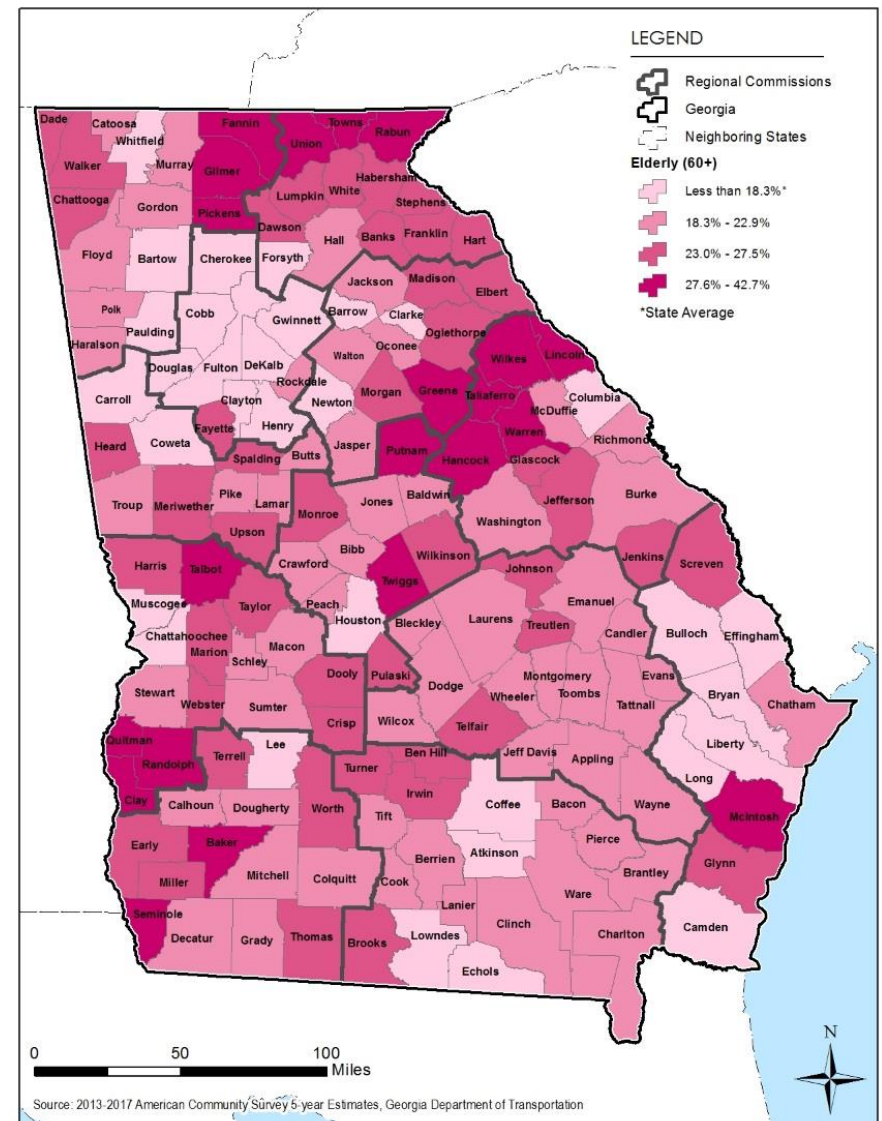 LEGEND
Regional Commissions
Georgia
Neighboring States
Elderly (60+)
Less than 18.3%*
18.3% - 22.9%
23.0% - 27.5%
27.6% - 42.7%
*State Average
Dade
Catoosa
Whitfield
Fannin
Towns
Rabun
Union
Walker
Murray
Gilmer
Chattooga
Gordon
Pickens
Lumpkin
White
Habersham
Stephens
Dawson
Floyd
Bartow
Cherokee
Forsyth
Hall
Banks
Franklin
Hart
Jackson
Madison
Elbert
Polk
Paulding
Cobb
Gwinnett
Barrow
Clarke
Oglethorpe
Haralson
Douglas
Fulton
DeKalb
Walton
Oconee
Wilkes
Lincoln
Rockdale
Carroll
Clayton
Henry
Newton
Morgan
Greene
Taliaferro
Columbia
McDuffie
Fayette
Heard
Coweta
Spalding
Butts
Jasper
Putnam
Hancock
Warren
Glascock
Richmond
Troup
Meriwether
Pike
Lamar
Monroe
Jones
Baldwin
Washington
Jefferson
Burke
Upson
Harris
Talbot
Crawford
Bibb
Twiggs
Wilkinson
Johnson
Jenkins
Screven
Muscogee
Taylor
Peach
Houston
Bleckley
Laurens
Emanuel
Chattahoochee
Marion
Schley
Macon
Treutlen
Candler
Bulloch
Effingham
Stewart
Webster
Sumter
Dooly
Pulaski
Dodge
Wheeler
Montgomery
Toombs
Tattnall
Evans
Bryan
Chatham
Crisp
Wilcox
Telfair
Quitman
Randolph
Terrell
Lee
Turner
Ben Hill
Jeff Davis
Appling
Liberty
Long
Clay
Calhoun
Dougherty
Worth
Irwin
Coffee
Bacon
Wayne
McIntosh
Tift
Early
Baker
Mitchell
Colquitt
Berrien
Atkinson
Pierce
Brantley
Glynn
Miller
Cook
Ware
Seminole
Decatur
Grady
Thomas
Brooks
Lanier
Lowndes
Clinch
Charlton
Camden
Echols
0 50 100
Miles
N
Source: 2013-2017 American Community Survey 5-year Estimates, Georgia Department of Transportation